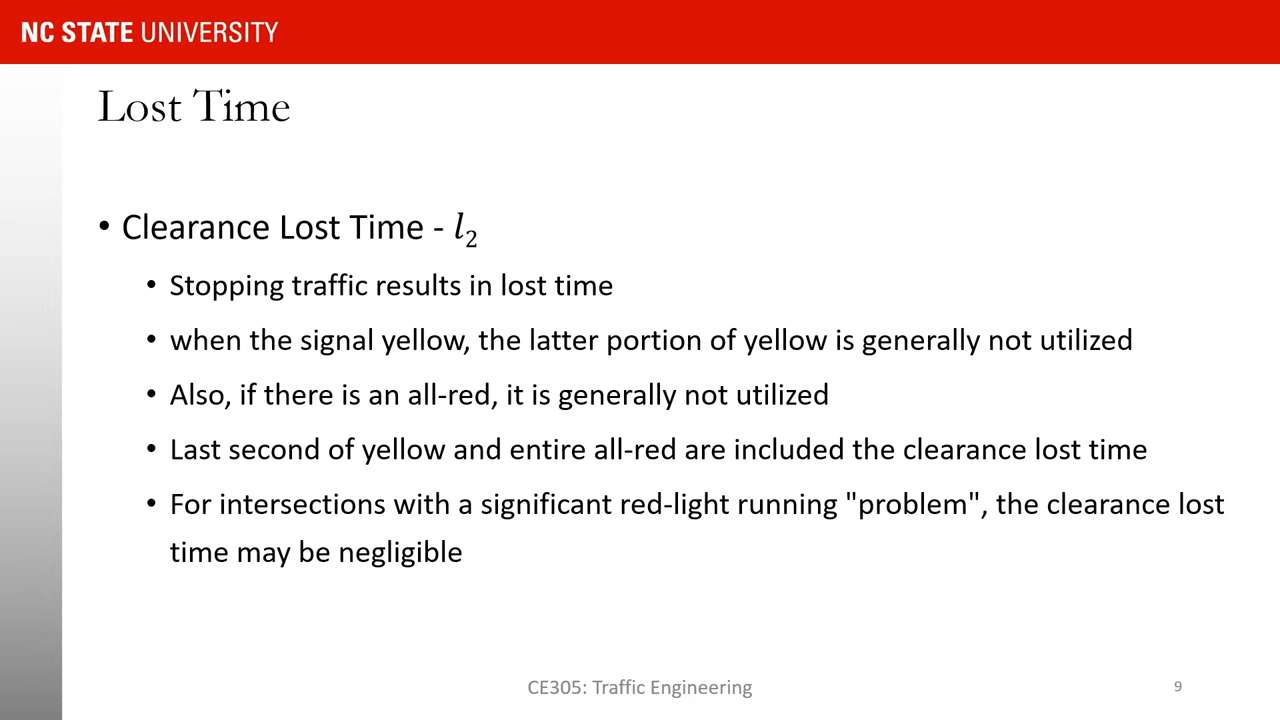 NC STATE UNIVERSITY
Lost Time
• Clearance Lost Time - l₂
• Stopping traffic results in lost time
• when the signal yellow, the latter portion of yellow is generally not utilized
• Also, if there is an all-red, it is generally not utilized
• Last second of yellow and entire all-red are included the clearance lost time
• For intersections with a significant red-light running "problem", the clearance lost
time may be negligible
CE305: Traffic Engineering
9